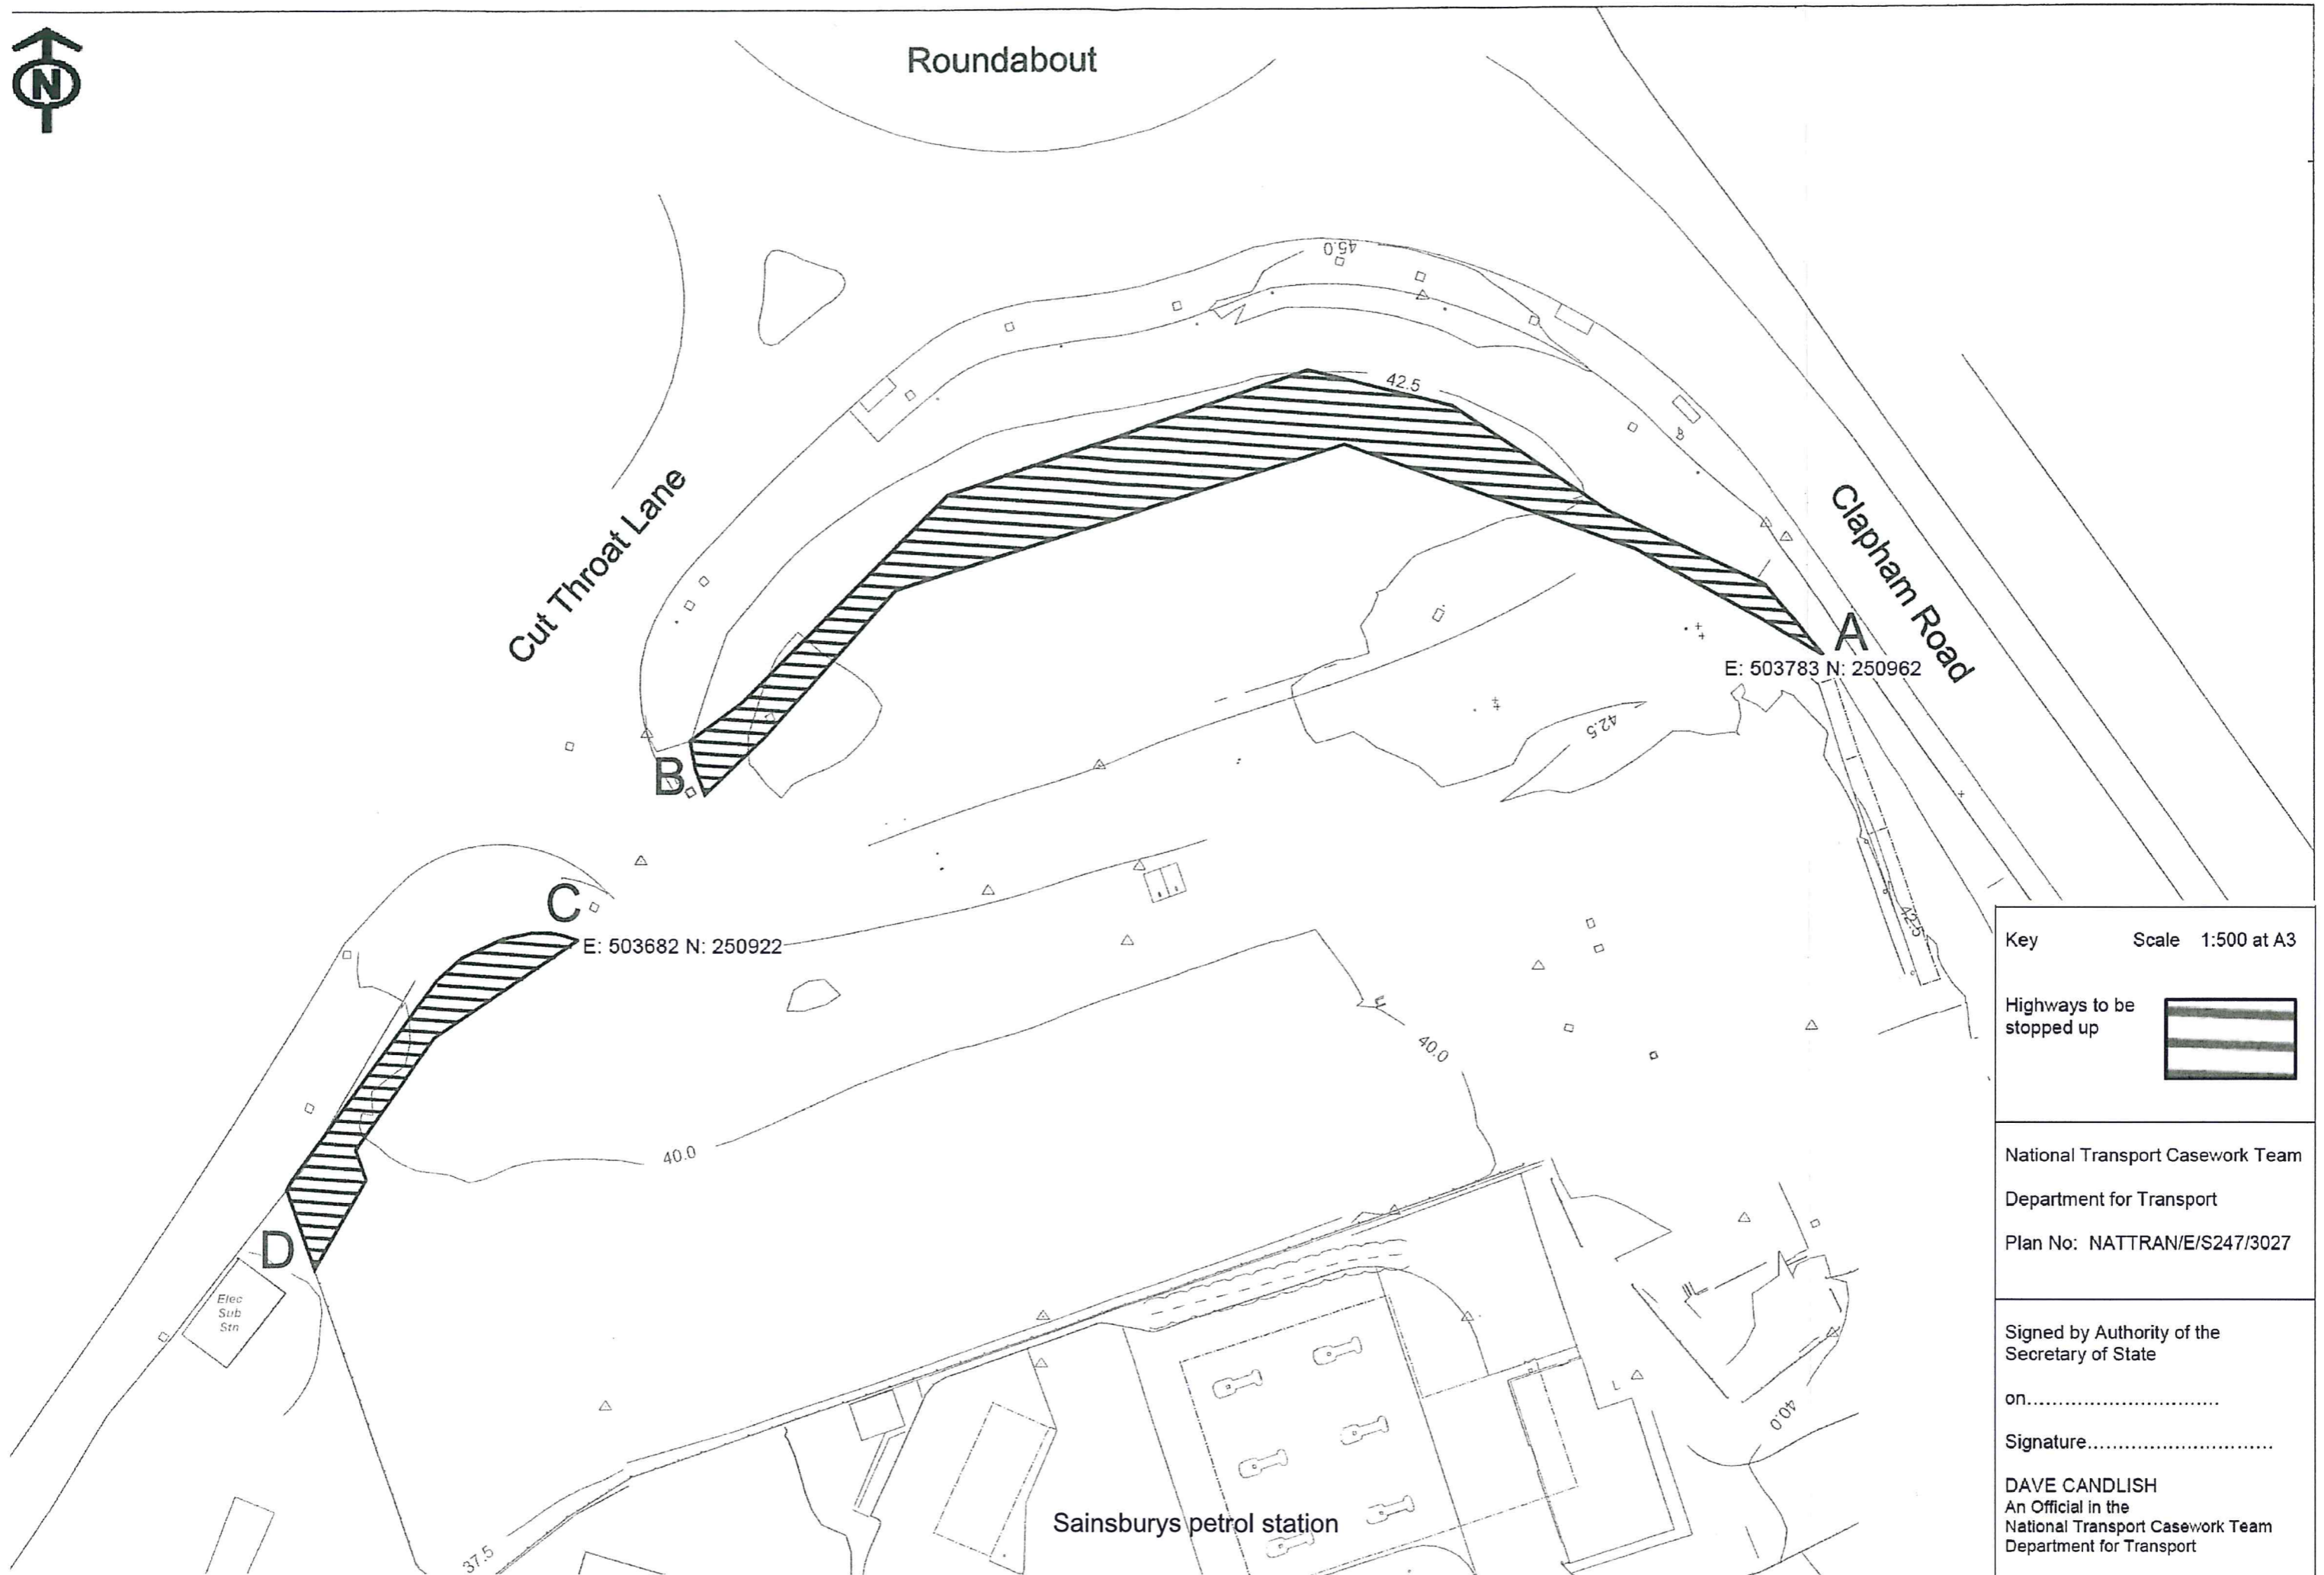 N
Roundabout
45.0
42.5
Cut Throat Lane
Clapham Road
A
E: 503783 N: 250962
42.5
B
C
E: 503682 N: 250922
42.5
40.0
40.0
D
Elec
Sub
Stn
40.0
Sainsburys petrol station
37.5
Key Scale 1:500 at A3
Highways to be
stopped up
National Transport Casework Team
Department for Transport
Plan No: NATTRAN/E/S247/3027
Signed by Authority of the
Secretary of State
on................................
Signature..............................
DAVE CANDLISH
An Official in the
National Transport Casework Team
Department for Transport